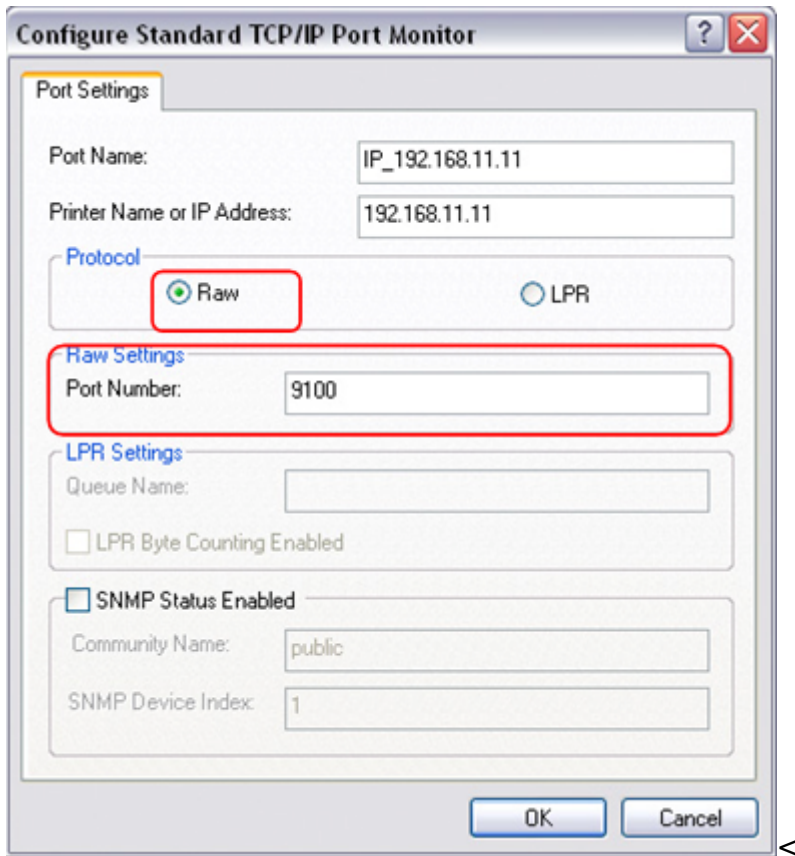 Configure Standard TCP/IP Port Monitor
Port Settings
Port Name: IP_192.168.11.11
Printer Name or IP Address: 192.168.11.11
Protocol
Raw LPR
Raw Settings
Port Number: 9100
LPR Settings
Queue Name:
LPR Byte Counting Enabled
SNMP Status Enabled
Community Name: public
SNMP Device Index: 1
OK Cancel
<